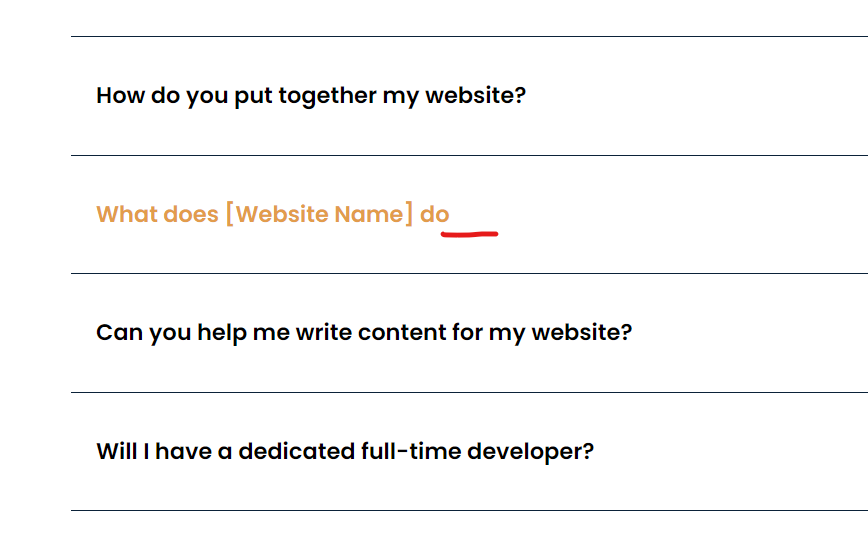 How do you put together my website?
What does [Website Name] do
Can you help me write content for my website?
Will I have a dedicated full-time developer?